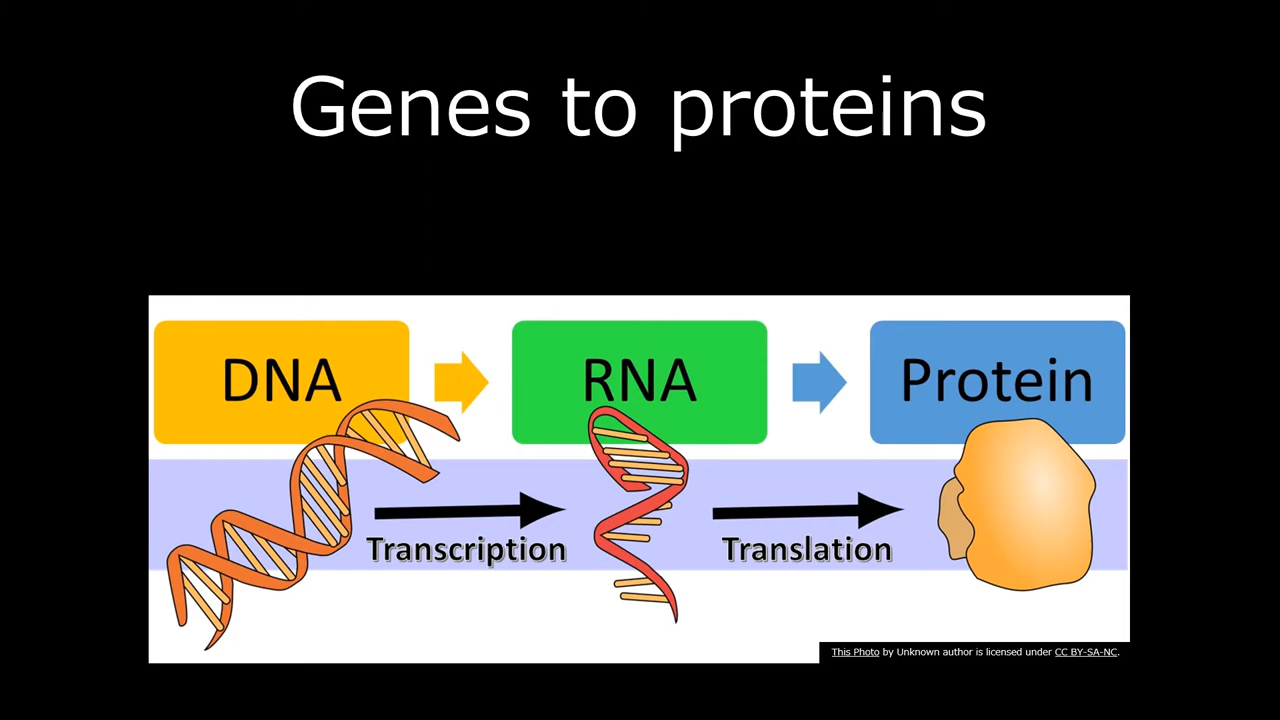 Genes to proteins
DNA
RNA
Protein
Transcription
Translation
This Photo by Unknown author is licensed under CC BY-SA-NC.